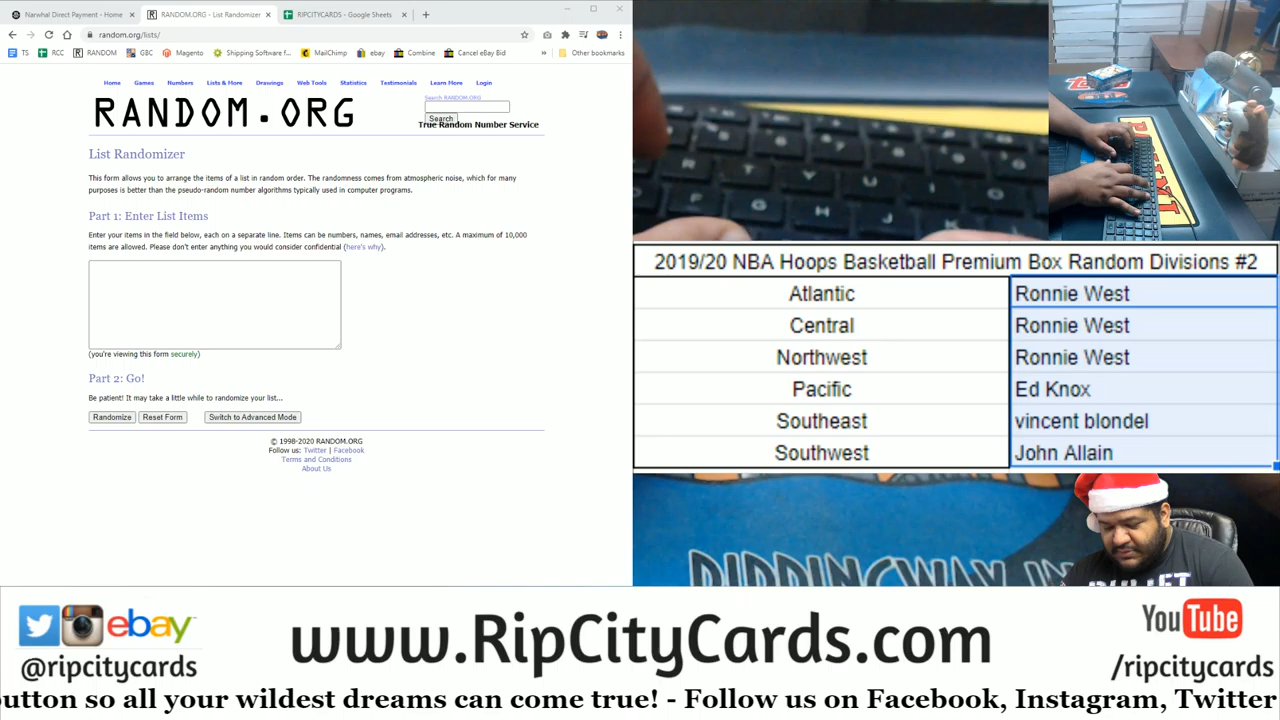 Narwhal Direct Payment - Home
RANDOM.ORG - List Randomizer
RIPCITYCARDS - Google Sheets
random.org/lists/
TS RCC RANDOM GBC Magento Shipping Software f... MailChimp ebay Combine Cancel eBay Bid » Other bookmarks
Home Games Numbers Lists & More Drawings Web Tools Statistics Testimonials Learn More Login
RANDOM.ORG
Search RANDOM.ORG
Search
True Random Number Service
List Randomizer
This form allows you to arrange the items of a list in random order. The randomness comes from atmospheric noise, which for many
purposes is better than the pseudo-random number algorithms typically used in computer programs.
Part 1: Enter List Items
Enter your items in the field below, each on a separate line. Items can be numbers, names, email addresses, etc. A maximum of 10,000
items are allowed. Please don't enter anything you would consider confidential (here's why).
(you're viewing this form securely)
Part 2: Go!
Be patient! It may take a little while to randomize your list...
Randomize Reset Form Switch to Advanced Mode
© 1998-2020 RANDOM.ORG
Follow us: Twitter | Facebook
Terms and Conditions
About Us
2019/20 NBA Hoops Basketball Premium Box Random Divisions #2
Atlantic Ronnie West
Central Ronnie West
Northwest Ronnie West
Pacific Ed Knox
Southeast vincent blondel
Southwest John Allain
BULLET
ebay
@ripcitycards
www.RipCityCards.com
YouTube
/ripcitycards
button so all your wildest dreams can come true! - Follow us on Facebook, Instagram, Twitter